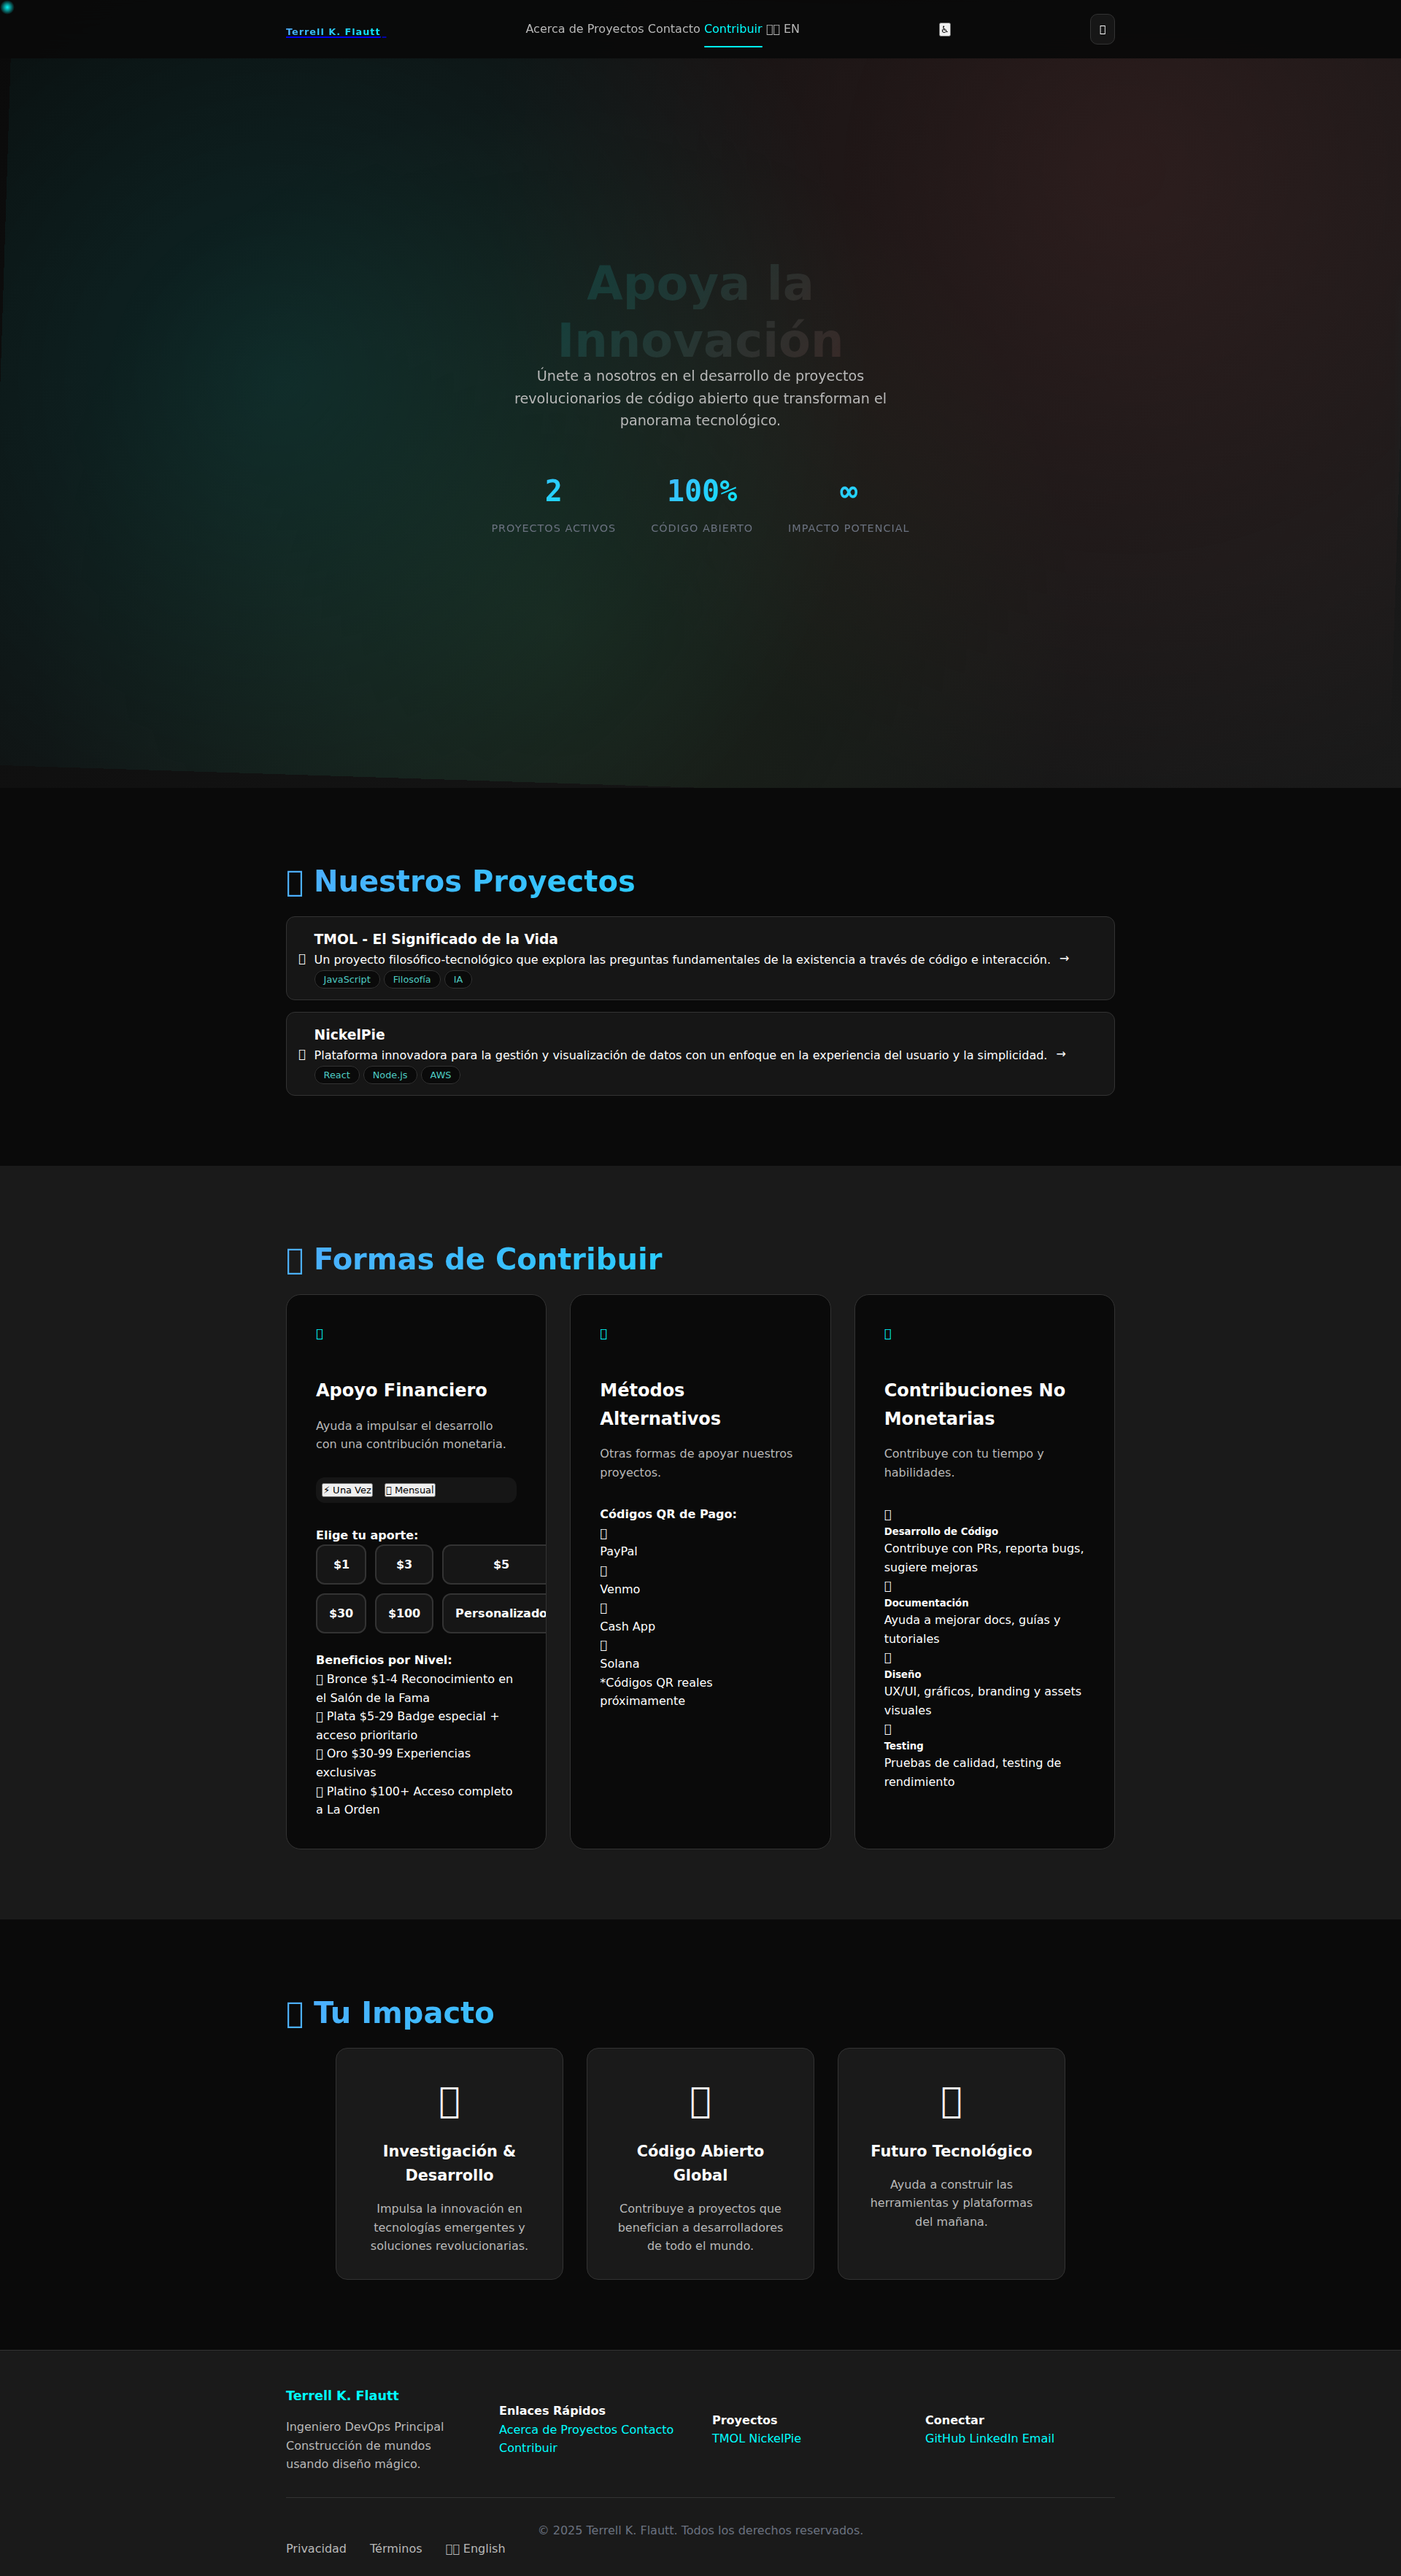 Terrell K. Flautt
Acerca de Proyectos Contacto Contribuir EN
Apoya la
Innovación
Únete a nosotros en el desarrollo de proyectos
revolucionarios de código abierto que transforman el
panorama tecnológico.
2 100% ∞
PROYECTOS ACTIVOS CÓDIGO ABIERTO IMPACTO POTENCIAL
Nuestros Proyectos
TMOL - El Significado de la Vida
Un proyecto filosófico-tecnológico que explora las preguntas fundamentales de la existencia a través de código e interacción. →
JavaScript Filosofía IA
NickelPie
Plataforma innovadora para la gestión y visualización de datos con un enfoque en la experiencia del usuario y la simplicidad. →
React Node.js AWS
Formas de Contribuir
Apoyo Financiero
Ayuda a impulsar el desarrollo
con una contribución monetaria.
⚡ Una Vez Mensual
Elige tu aporte:
$1 $3 $5
$30 $100 Personalizado
Beneficios por Nivel:
Bronce $1-4 Reconocimiento en
el Salón de la Fama
Plata $5-29 Badge especial +
acceso prioritario
Oro $30-99 Experiencias
exclusivas
Platino $100+ Acceso completo
a La Orden
Métodos
Alternativos
Otras formas de apoyar nuestros
proyectos.
Códigos QR de Pago:
PayPal
Venmo
Cash App
Solana
*Códigos QR reales
próximamente
Contribuciones No
Monetarias
Contribuye con tu tiempo y
habilidades.
Desarrollo de Código
Contribuye con PRs, reporta bugs,
sugiere mejoras
Documentación
Ayuda a mejorar docs, guías y
tutoriales
Diseño
UX/UI, gráficos, branding y assets
visuales
Testing
Pruebas de calidad, testing de
rendimiento
Tu Impacto
Investigación &
Desarrollo
Impulsa la innovación en
tecnologías emergentes y
soluciones revolucionarias.
Código Abierto
Global
Contribuye a proyectos que
benefician a desarrolladores
de todo el mundo.
Futuro Tecnológico
Ayuda a construir las
herramientas y plataformas
del mañana.
Terrell K. Flautt
Ingeniero DevOps Principal
Construcción de mundos
usando diseño mágico.
Enlaces Rápidos
Acerca de Proyectos Contacto
Contribuir
Proyectos
TMOL NickelPie
Conectar
GitHub LinkedIn Email
© 2025 Terrell K. Flautt. Todos los derechos reservados.
Privacidad Términos English